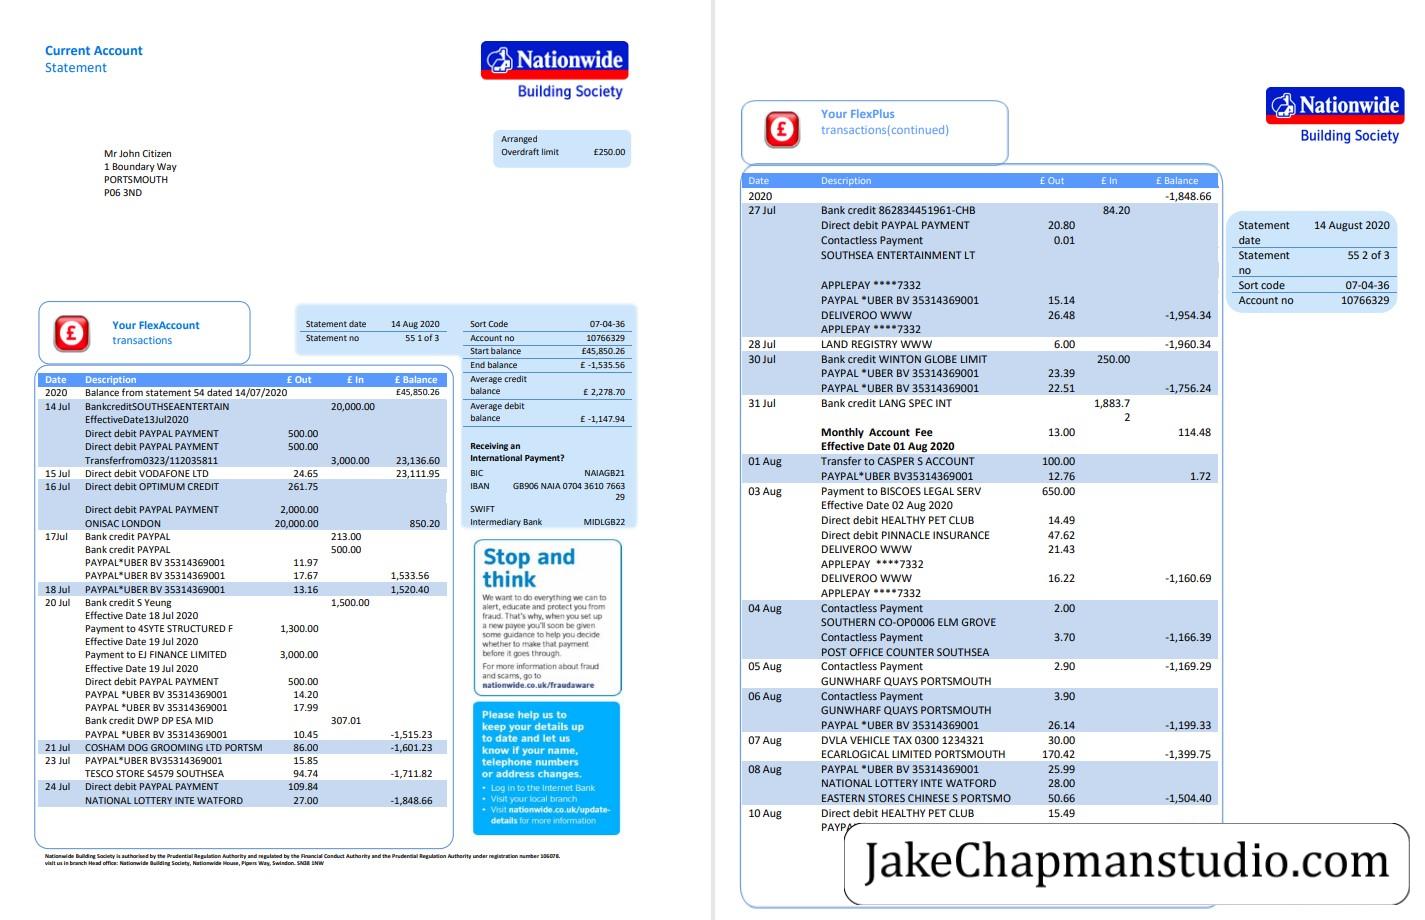 Current Account
Statement
Nationwide
Building Society
Arranged
Overdraft limit £250.00
Mr John Citizen
1 Boundary Way
PORTSMOUTH
P06 3ND
Your FlexAccount
transactions
Statement date 14 Aug 2020
Statement no 55 1 of 3
Sort Code 07-04-36
Account no 10766329
Start balance £45,850.26
End balance £ -1,535.56
Average credit
balance £ 2,278.70
Average debit
balance £ -1,147.94
Receiving an
International Payment?
BIC NAIAGB21
IBAN GB906 NAIA 0704 3610 7663
29
SWIFT
Intermediary Bank MIDLGB22
Date Description £ Out £ In £ Balance
2020 Balance from statement 54 dated 14/07/2020 £45,850.26
14 Jul BankcreditSOUTHSEAENTERTAIN 20,000.00
EffectiveDate13Jul2020
Direct debit PAYPAL PAYMENT 500.00
Direct debit PAYPAL PAYMENT 500.00
Transferfrom0323/112035811 3,000.00 23,136.60
15 Jul Direct debit VODAFONE LTD 24.65 23,111.95
16 Jul Direct debit OPTIMUM CREDIT 261.75
Direct debit PAYPAL PAYMENT 2,000.00
ONISAC LONDON 20,000.00 850.20
17Jul Bank credit PAYPAL 213.00
Bank credit PAYPAL 500.00
PAYPAL*UBER BV 35314369001 11.97
PAYPAL*UBER BV 35314369001 17.67 1,533.56
18 Jul PAYPAL*UBER BV 35314369001 13.16 1,520.40
20 Jul Bank credit S Yeung 1,500.00
Effective Date 18 Jul 2020
Payment to 4SYTE STRUCTURED F 1,300.00
Effective Date 19 Jul 2020
Payment to EJ FINANCE LIMITED 3,000.00
Effective Date 19 Jul 2020
Direct debit PAYPAL PAYMENT 500.00
PAYPAL *UBER BV 35314369001 14.20
PAYPAL *UBER BV 35314369001 17.99
Bank credit DWP DP ESA MID 307.01
PAYPAL *UBER BV 35314369001 10.45 -1,515.23
21 Jul COSHAM DOG GROOMING LTD PORTSM 86.00 -1,601.23
23 Jul PAYPAL*UBER BV35314369001 15.85
TESCO STORE S4579 SOUTHSEA 94.74 -1,711.82
24 Jul Direct debit PAYPAL PAYMENT 109.84
NATIONAL LOTTERY INTE WATFORD 27.00 -1,848.66
Stop and
think
We want to do everything we can to
alert, educate and protect you from
fraud. That's why, when you set up
a new payee you'll soon be given
some guidance to help you decide
whether to make that payment
before it goes through.
For more information about fraud
and scams, go to
nationwide.co.uk/fraudaware
Please help us to
keep your details up
to date and let us
know if your name,
telephone numbers
or address changes.
• Log in to the Internet Bank
• Visit your local branch
• Visit nationwide.co.uk/update-
details for more information
Nationwide Building Society is authorised by the Prudential Regulation Authority and regulated by the Financial Conduct Authority and the Prudential Regulation Authority under registration number 106078.
visit us in branch Head office: Nationwide Building Society, Nationwide House, Pipers Way, Swindon. SN38 1NW
Nationwide
Building Society
Your FlexPlus
transactions(continued)
Statement 14 August 2020
date
Statement 55 2 of 3
no
Sort code 07-04-36
Account no 10766329
Date Description £ Out £ In £ Balance
2020 -1,848.66
27 Jul Bank credit 862834451961-CHB 84.20
Direct debit PAYPAL PAYMENT 20.80
Contactless Payment 0.01
SOUTHSEA ENTERTAINMENT LT
APPLEPAY ****7332
PAYPAL *UBER BV 35314369001 15.14
DELIVEROO WWW 26.48 -1,954.34
APPLEPAY ****7332
28 Jul LAND REGISTRY WWW 6.00 -1,960.34
30 Jul Bank credit WINTON GLOBE LIMIT 250.00
PAYPAL *UBER BV 35314369001 23.39
PAYPAL *UBER BV 35314369001 22.51 -1,756.24
31 Jul Bank credit LANG SPEC INT 1,883.7
2
Monthly Account Fee 13.00 114.48
Effective Date 01 Aug 2020
01 Aug Transfer to CASPER S ACCOUNT 100.00
PAYPAL*UBER BV35314369001 12.76 1.72
03 Aug Payment to BISCOES LEGAL SERV 650.00
Effective Date 02 Aug 2020
Direct debit HEALTHY PET CLUB 14.49
Direct debit PINNACLE INSURANCE 47.62
DELIVEROO WWW 21.43
APPLEPAY ****7332
DELIVEROO WWW 16.22 -1,160.69
APPLEPAY ****7332
04 Aug Contactless Payment 2.00
SOUTHERN CO-OP0006 ELM GROVE
Contactless Payment 3.70 -1,166.39
POST OFFICE COUNTER SOUTHSEA
05 Aug Contactless Payment 2.90 -1,169.29
GUNWHARF QUAYS PORTSMOUTH
06 Aug Contactless Payment 3.90
GUNWHARF QUAYS PORTSMOUTH
PAYPAL *UBER BV 35314369001 26.14 -1,199.33
07 Aug DVLA VEHICLE TAX 0300 1234321 30.00
ECARLOGICAL LIMITED PORTSMOUTH 170.42 -1,399.75
08 Aug PAYPAL *UBER BV 35314369001 25.99
NATIONAL LOTTERY INTE WATFORD 28.00
EASTERN STORES CHINESE S PORTSMO 50.66 -1,504.40
10 Aug Direct debit HEALTHY PET CLUB 15.49
JakeChapmanstudio.com